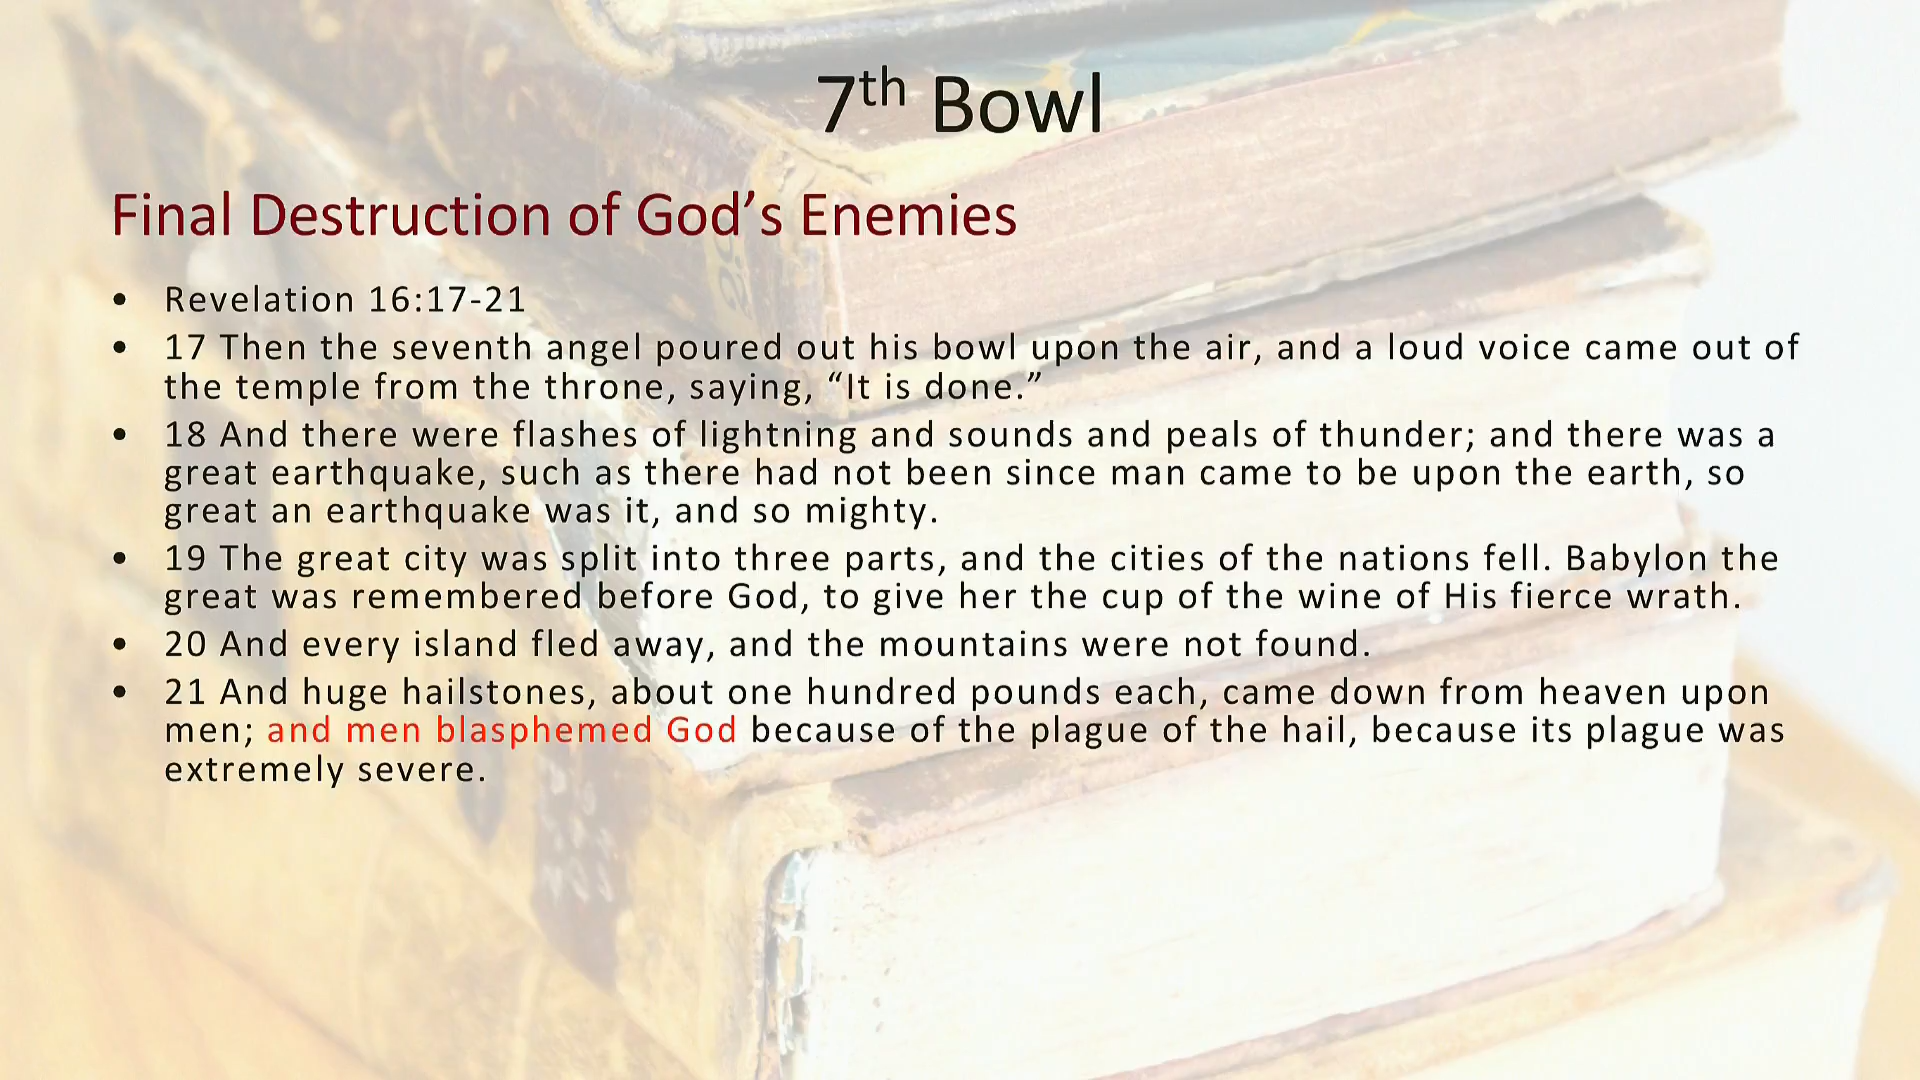 7th Bowl
Final Destruction of God’s Enemies
• Revelation 16:17-21
• 17 Then the seventh angel poured out his bowl upon the air, and a loud voice came out of
the temple from the throne, saying, “It is done.”
• 18 And there were flashes of lightning and sounds and peals of thunder; and there was a
great earthquake, such as there had not been since man came to be upon the earth, so
great an earthquake was it, and so mighty.
• 19 The great city was split into three parts, and the cities of the nations fell. Babylon the
great was remembered before God, to give her the cup of the wine of His fierce wrath.
• 20 And every island fled away, and the mountains were not found.
• 21 And huge hailstones, about one hundred pounds each, came down from heaven upon
men; and men blasphemed God because of the plague of the hail, because its plague was
extremely severe.